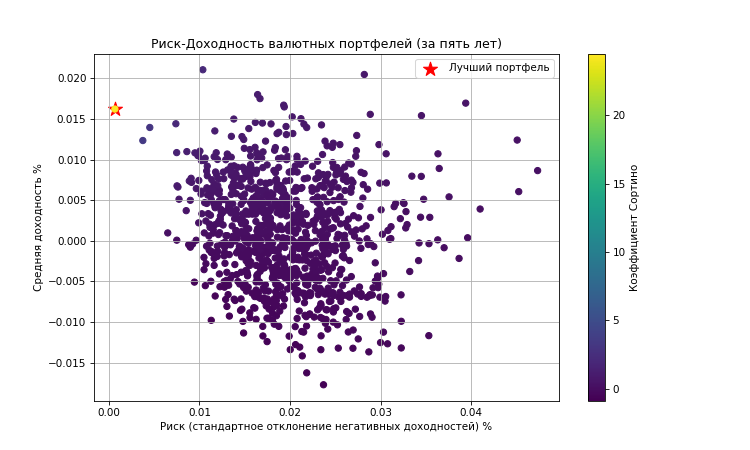 Риск-Доходность валютных портфелей (за пять лет)
Лучший портфель
Средняя доходность %
0.020
0.015
0.010
0.005
0.000
−0.005
−0.010
−0.015
0.00 0.01 0.02 0.03 0.04
Риск (стандартное отклонение негативных доходностей) %
20
15
10
5
0
Коэффициент Сортино